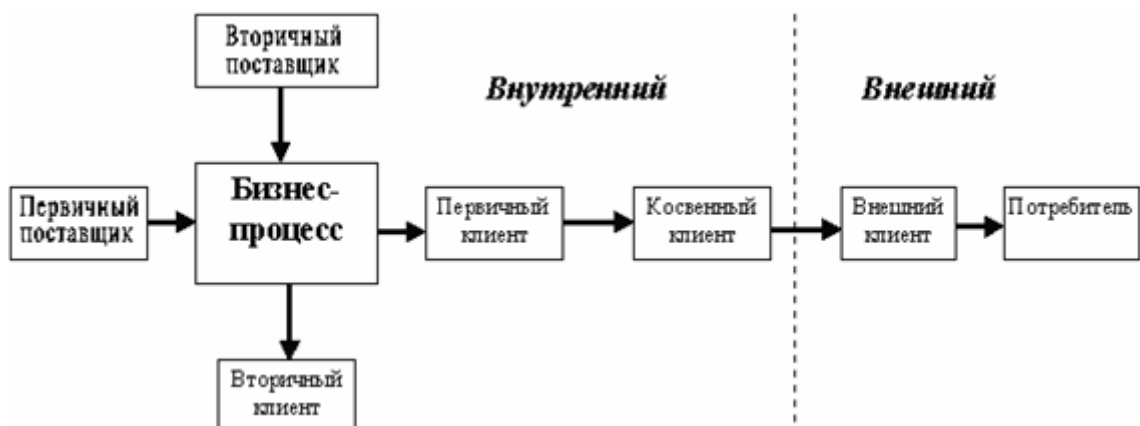 Вторичный
поставщик
Внутренний
Внешний
Первичный
поставщик
Бизнес-
процесс
Первичный
клиент
Косвенный
клиент
Внешний
клиент
Потребитель
Вторичный
клиент